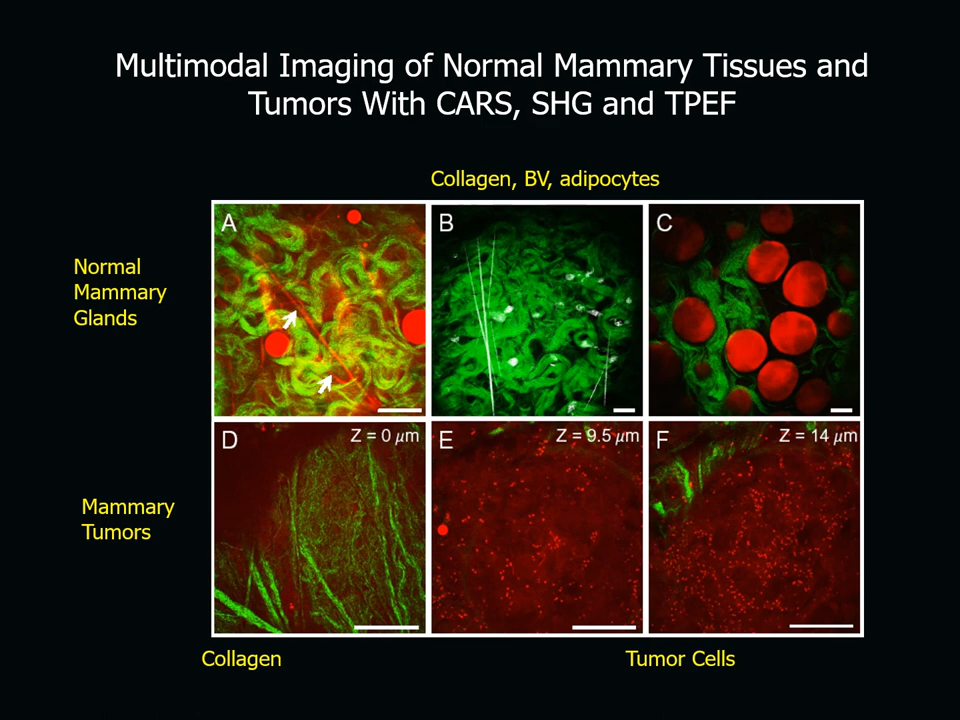 Multimodal Imaging of Normal Mammary Tissues and
Tumors With CARS, SHG and TPEF
Collagen, BV, adipocytes
A
B
C
Normal
Mammary
Glands
D
Z = 0 μm
E
Z = 9.5 μm
F
Z = 14 μm
Mammary
Tumors
Collagen
Tumor Cells